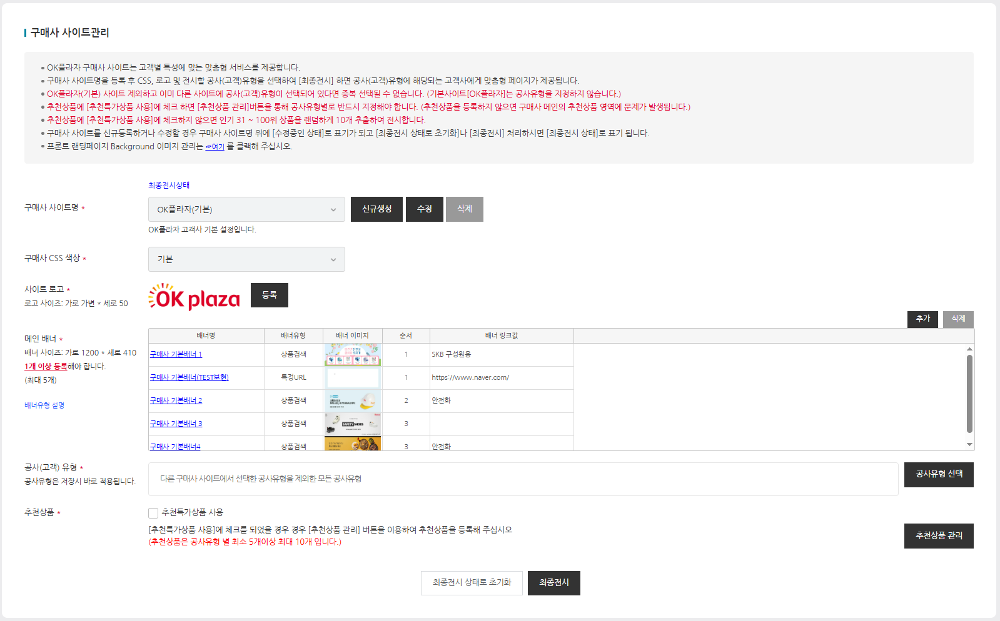 구매사 사이트관리
OK플라자 구매사 사이트는 고객별 특성에 맞는 맞춤형 서비스를 제공합니다.
구매사 사이트명을 등록 후 CSS, 로고 및 전시할 공사(고객)유형을 선택하여 [최종전시] 하면 공사(고객)유형에 해당되는 고객사에게 맞춤형 페이지가 제공됩니다.
OK플라자(기본) 사이트 제외하고 이미 다른 사이트에 공사(고객)유형이 선택되어 있다면 중복 선택될 수 없습니다. (기본사이트[OK플라자]는 공사유형을 지정하지 않습니다.)
추천상품에 [추천특가상품 사용]에 체크 하면 [추천상품 관리]버튼을 통해 공사유형별로 반드시 지정해야 합니다. (추천상품을 등록하지 않으면 구매사 메인의 추천상품 영역에 문제가 발생됩니다.)
추천상품에 [추천특가상품 사용]에 체크하지 않으면 인기 31 ~ 100위 상품을 랜덤하게 10개 추출하여 전시합니다.
구매사 사이트를 신규등록하거나 수정할 경우 구매사 사이트명 위에 [수정중인 상태]로 표기가 되고 [최종전시 상태로 초기화]나 [최종전시] 처리하시면 [최종전시 상태]로 표기 됩니다.
프론트 랜딩페이지 Background 이미지 관리는 ☞여기 를 클랙해 주십시오.
최종전시상태
구매사 사이트명 *
OK플라자(기본)
신규생성 수정 삭제
OK플라자 고객사 기본 설정입니다.
구매사 CSS 색상 *
기본
사이트 로고 *
로고 사이즈: 가로 가변 * 세로 50
OK plaza
등록
추가 삭제
메인 배너 *
배너 사이즈: 가로 1200 * 세로 410
1개 이상 등록해야 합니다.
(최대 5개)
배너유형 설명
배너명 배너유형 배너 이미지 순서 배너 링크값
구매사 기본배너 1 상품검색 1 SKB 구성원용
구매사 기본배너(TEST보현) 특정URL 1 https://www.naver.com/
구매사 기본배너 2 상품검색 2 안전화
구매사 기본배너 3 상품검색 SAFETY SHOES 3
구매사 기본배너4 상품검색 3 안전화
공사(고객) 유형 *
공사유형은 저장시 바로 적용됩니다.
다른 구매사 사이트에서 선택한 공사유형을 제외한 모든 공사유형
공사유형 선택
추천상품 *
추천특가상품 사용
[추천특가상품 사용]에 체크를 되었을 경우 경우 [추천상품 관리] 버튼을 이용하여 추천상품을 등록해 주십시오
(추천상품은 공사유형 별 최소 5개이상 최대 10개 입니다.)
추천상품 관리
최종전시 상태로 초기화 최종전시